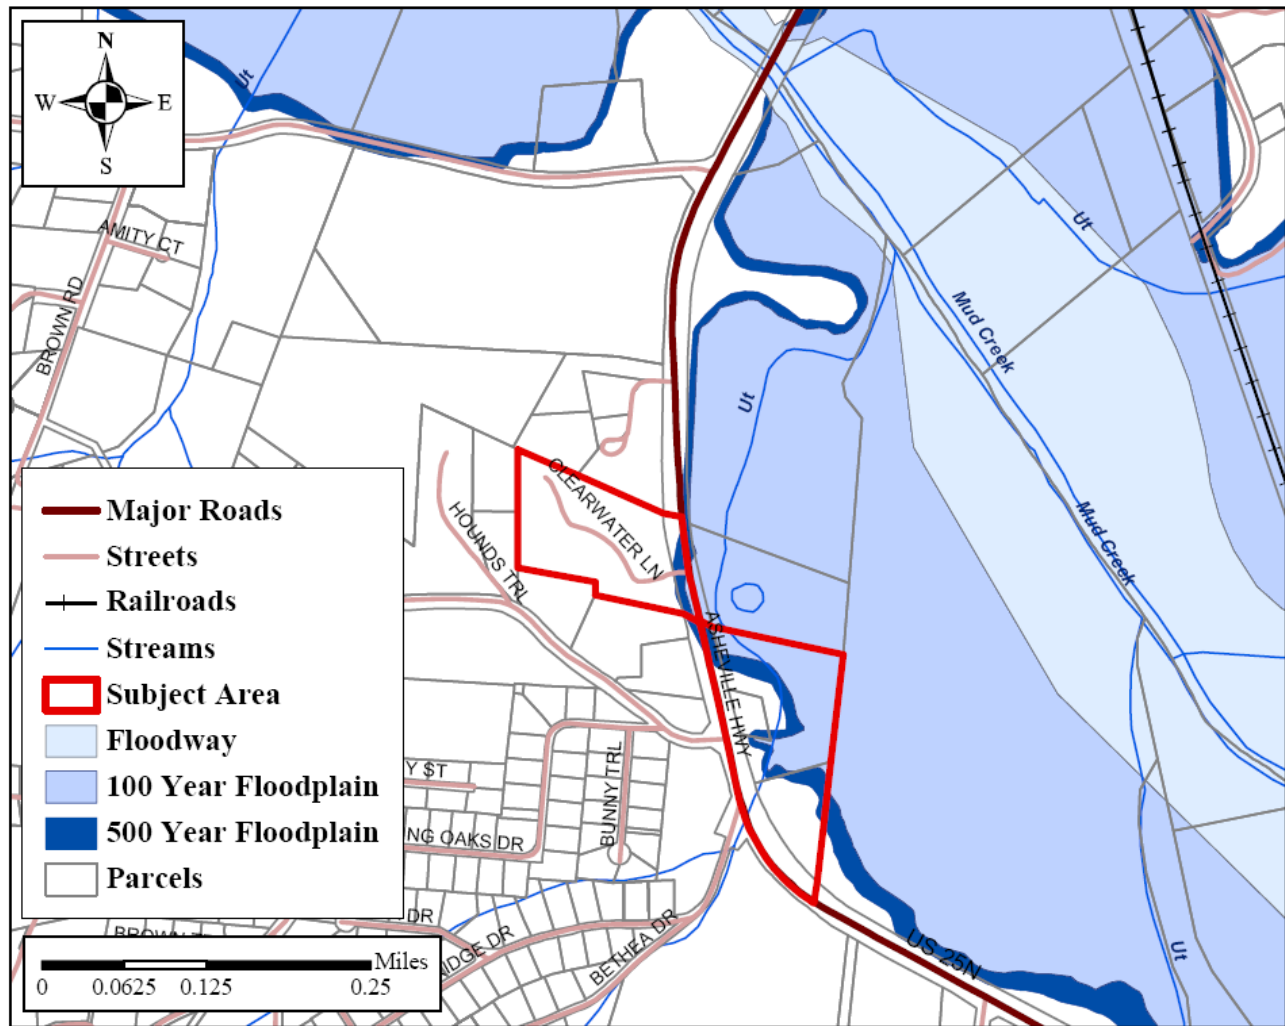 N
W E
S
Ut
AMITY CT
BROWN RD
Ut
Mud Creek
Ut
CLEARWATER LN
HOUNDS TRL
Mud Creek
ASHEVILLE HWY
BUNNY TRL
Y ST
NG OAKS DR
DR
RIDGE DR
BETHEA DR
US 25N
Ut
Major Roads
Streets
Railroads
Streams
Subject Area
Floodway
100 Year Floodplain
500 Year Floodplain
Parcels
Miles
0 0.0625 0.125 0.25